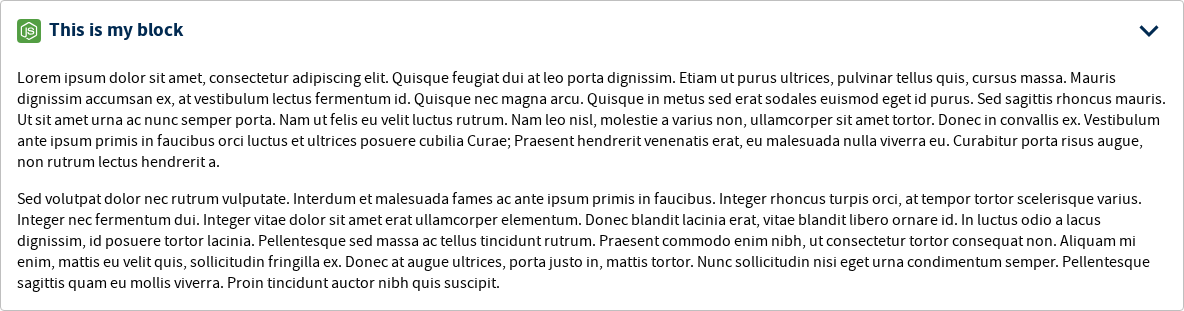 JS This is my block
Lorem ipsum dolor sit amet, consectetur adipiscing elit. Quisque feugiat dui at leo porta dignissim. Etiam ut purus ultrices, pulvinar tellus quis, cursus massa. Mauris
dignissim accumsan ex, at vestibulum lectus fermentum id. Quisque nec magna arcu. Quisque in metus sed erat sodales euismod eget id purus. Sed sagittis rhoncus mauris.
Ut sit amet urna ac nunc semper porta. Nam ut felis eu velit luctus rutrum. Nam leo nisl, molestie a varius non, ullamcorper sit amet tortor. Donec in convallis ex. Vestibulum
ante ipsum primis in faucibus orci luctus et ultrices posuere cubilia Curae; Praesent hendrerit venenatis erat, eu malesuada nulla viverra eu. Curabitur porta risus augue,
non rutrum lectus hendrerit a.
Sed volutpat dolor nec rutrum vulputate. Interdum et malesuada fames ac ante ipsum primis in faucibus. Integer rhoncus turpis orci, at tempor tortor scelerisque varius.
Integer nec fermentum dui. Integer vitae dolor sit amet erat ullamcorper elementum. Donec blandit lacinia erat, vitae blandit libero ornare id. In luctus odio a lacus
dignissim, id posuere tortor lacinia. Pellentesque sed massa ac tellus tincidunt rutrum. Praesent commodo enim nibh, ut consectetur tortor consequat non. Aliquam mi
enim, mattis eu velit quis, sollicitudin fringilla ex. Donec at augue ultrices, porta justo in, mattis tortor. Nunc sollicitudin nisi eget urna condimentum semper. Pellentesque
sagittis quam eu mollis viverra. Proin tincidunt auctor nibh quis suscipit.